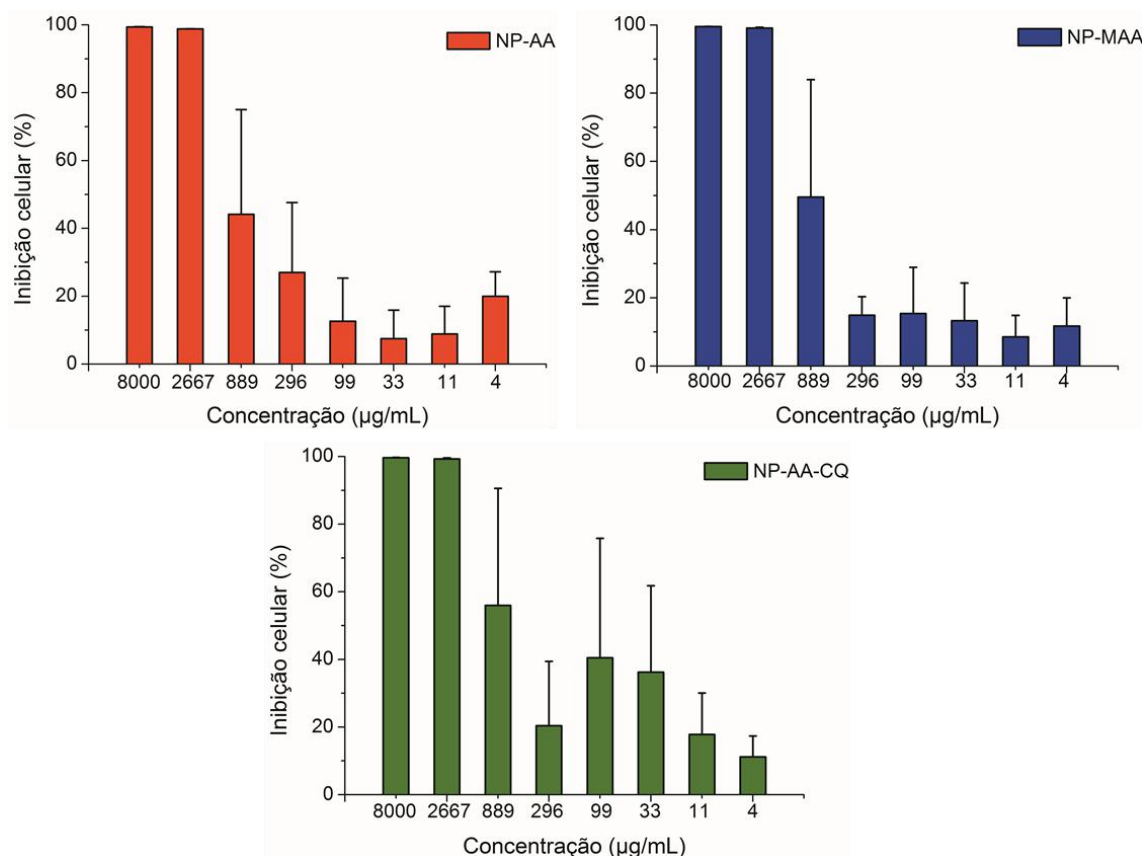 NP-AA
Inibição celular (%)
100
80
60
40
20
0
8000 2667 889 296 99 33 11 4
Concentração (µg/mL)
NP-MAA
Inibição celular (%)
100
80
60
40
20
0
8000 2667 889 296 99 33 11 4
Concentração (µg/mL)
NP-AA-CQ
Inibição celular (%)
100
80
60
40
20
0
8000 2667 889 296 99 33 11 4
Concentração (µg/mL)